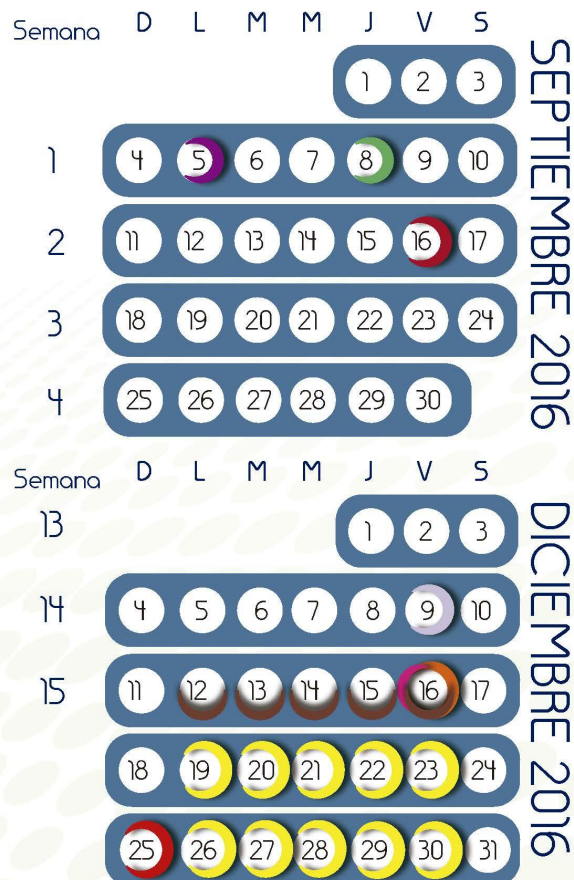 Semana D L M M J V S
1 2 3
1 4 5 6 7 8 9 10
2 11 12 13 14 15 16 17
3 18 19 20 21 22 23 24
4 25 26 27 28 29 30
SEPTIEMBRE 2016
Semana D L M M J V S
13 1 2 3
14 4 5 6 7 8 9 10
15 11 12 13 14 15 16 17
18 19 20 21 22 23 24
25 26 27 28 29 30 31
DICIEMBRE 2016